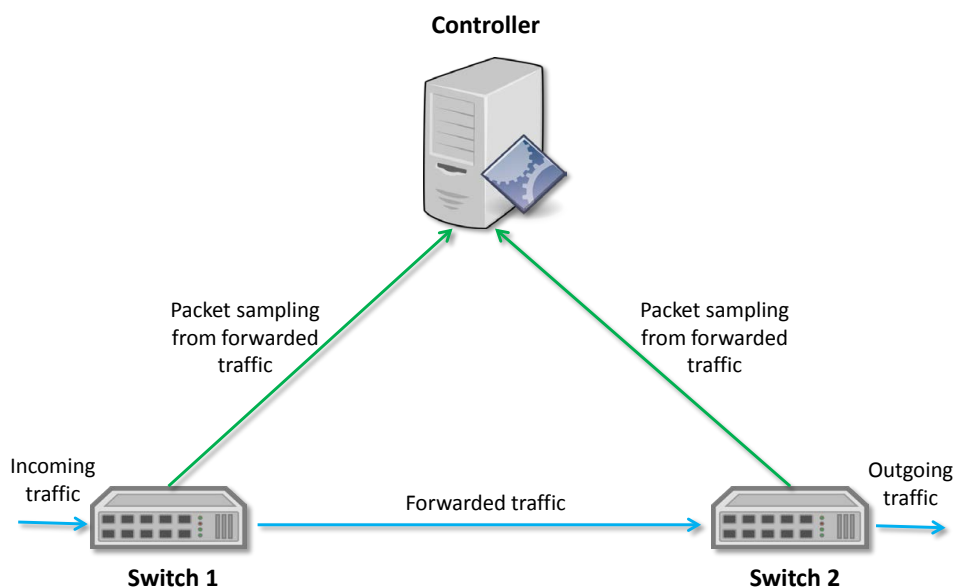 Controller
Packet sampling
from forwarded
traffic
Packet sampling
from forwarded
traffic
Incoming
traffic
Forwarded traffic
Outgoing
traffic
Switch 1
Switch 2